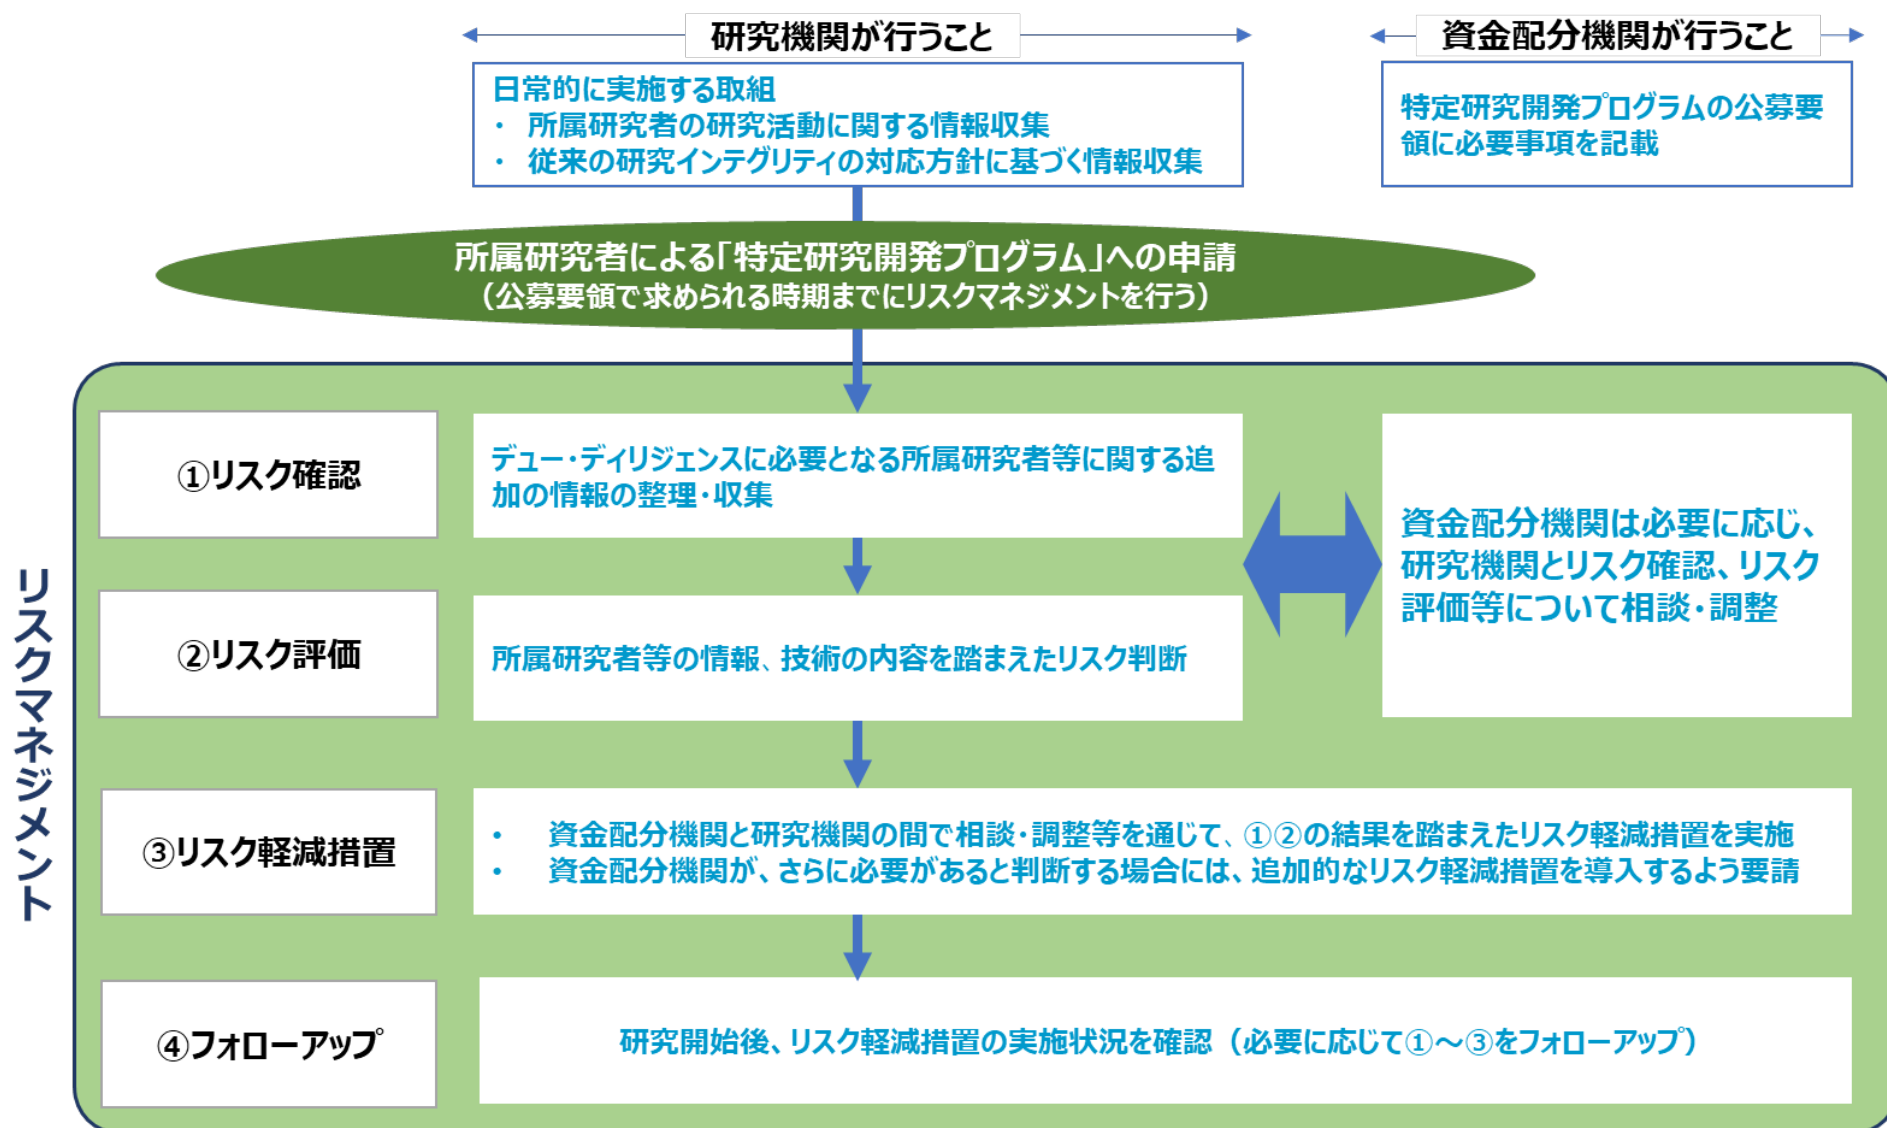 研究機関が行うこと
資金配分機関が行うこと
日常的に実施する取組
・ 所属研究者の研究活動に関する情報収集
・ 従来の研究インテグリティの対応方針に基づく情報収集
特定研究開発プログラムの公募要
領に必要事項を記載
所属研究者による「特定研究開発プログラム」への申請
（公募要領で求められる時期までにリスクマネジメントを行う）
リスクマネジメント
①リスク確認
デュー・ディリジェンスに必要となる所属研究者等に関する追
加の情報の整理・収集
資金配分機関は必要に応じ、
研究機関とリスク確認、リスク
評価等について相談・調整
②リスク評価
所属研究者等の情報、技術の内容を踏まえたリスク判断
③リスク軽減措置
• 資金配分機関と研究機関の間で相談・調整等を通じて、①②の結果を踏まえたリスク軽減措置を実施
• 資金配分機関が、さらに必要があると判断する場合には、追加的なリスク軽減措置を導入するよう要請
④フォローアップ
研究開始後、リスク軽減措置の実施状況を確認（必要に応じて①～③をフォローアップ）